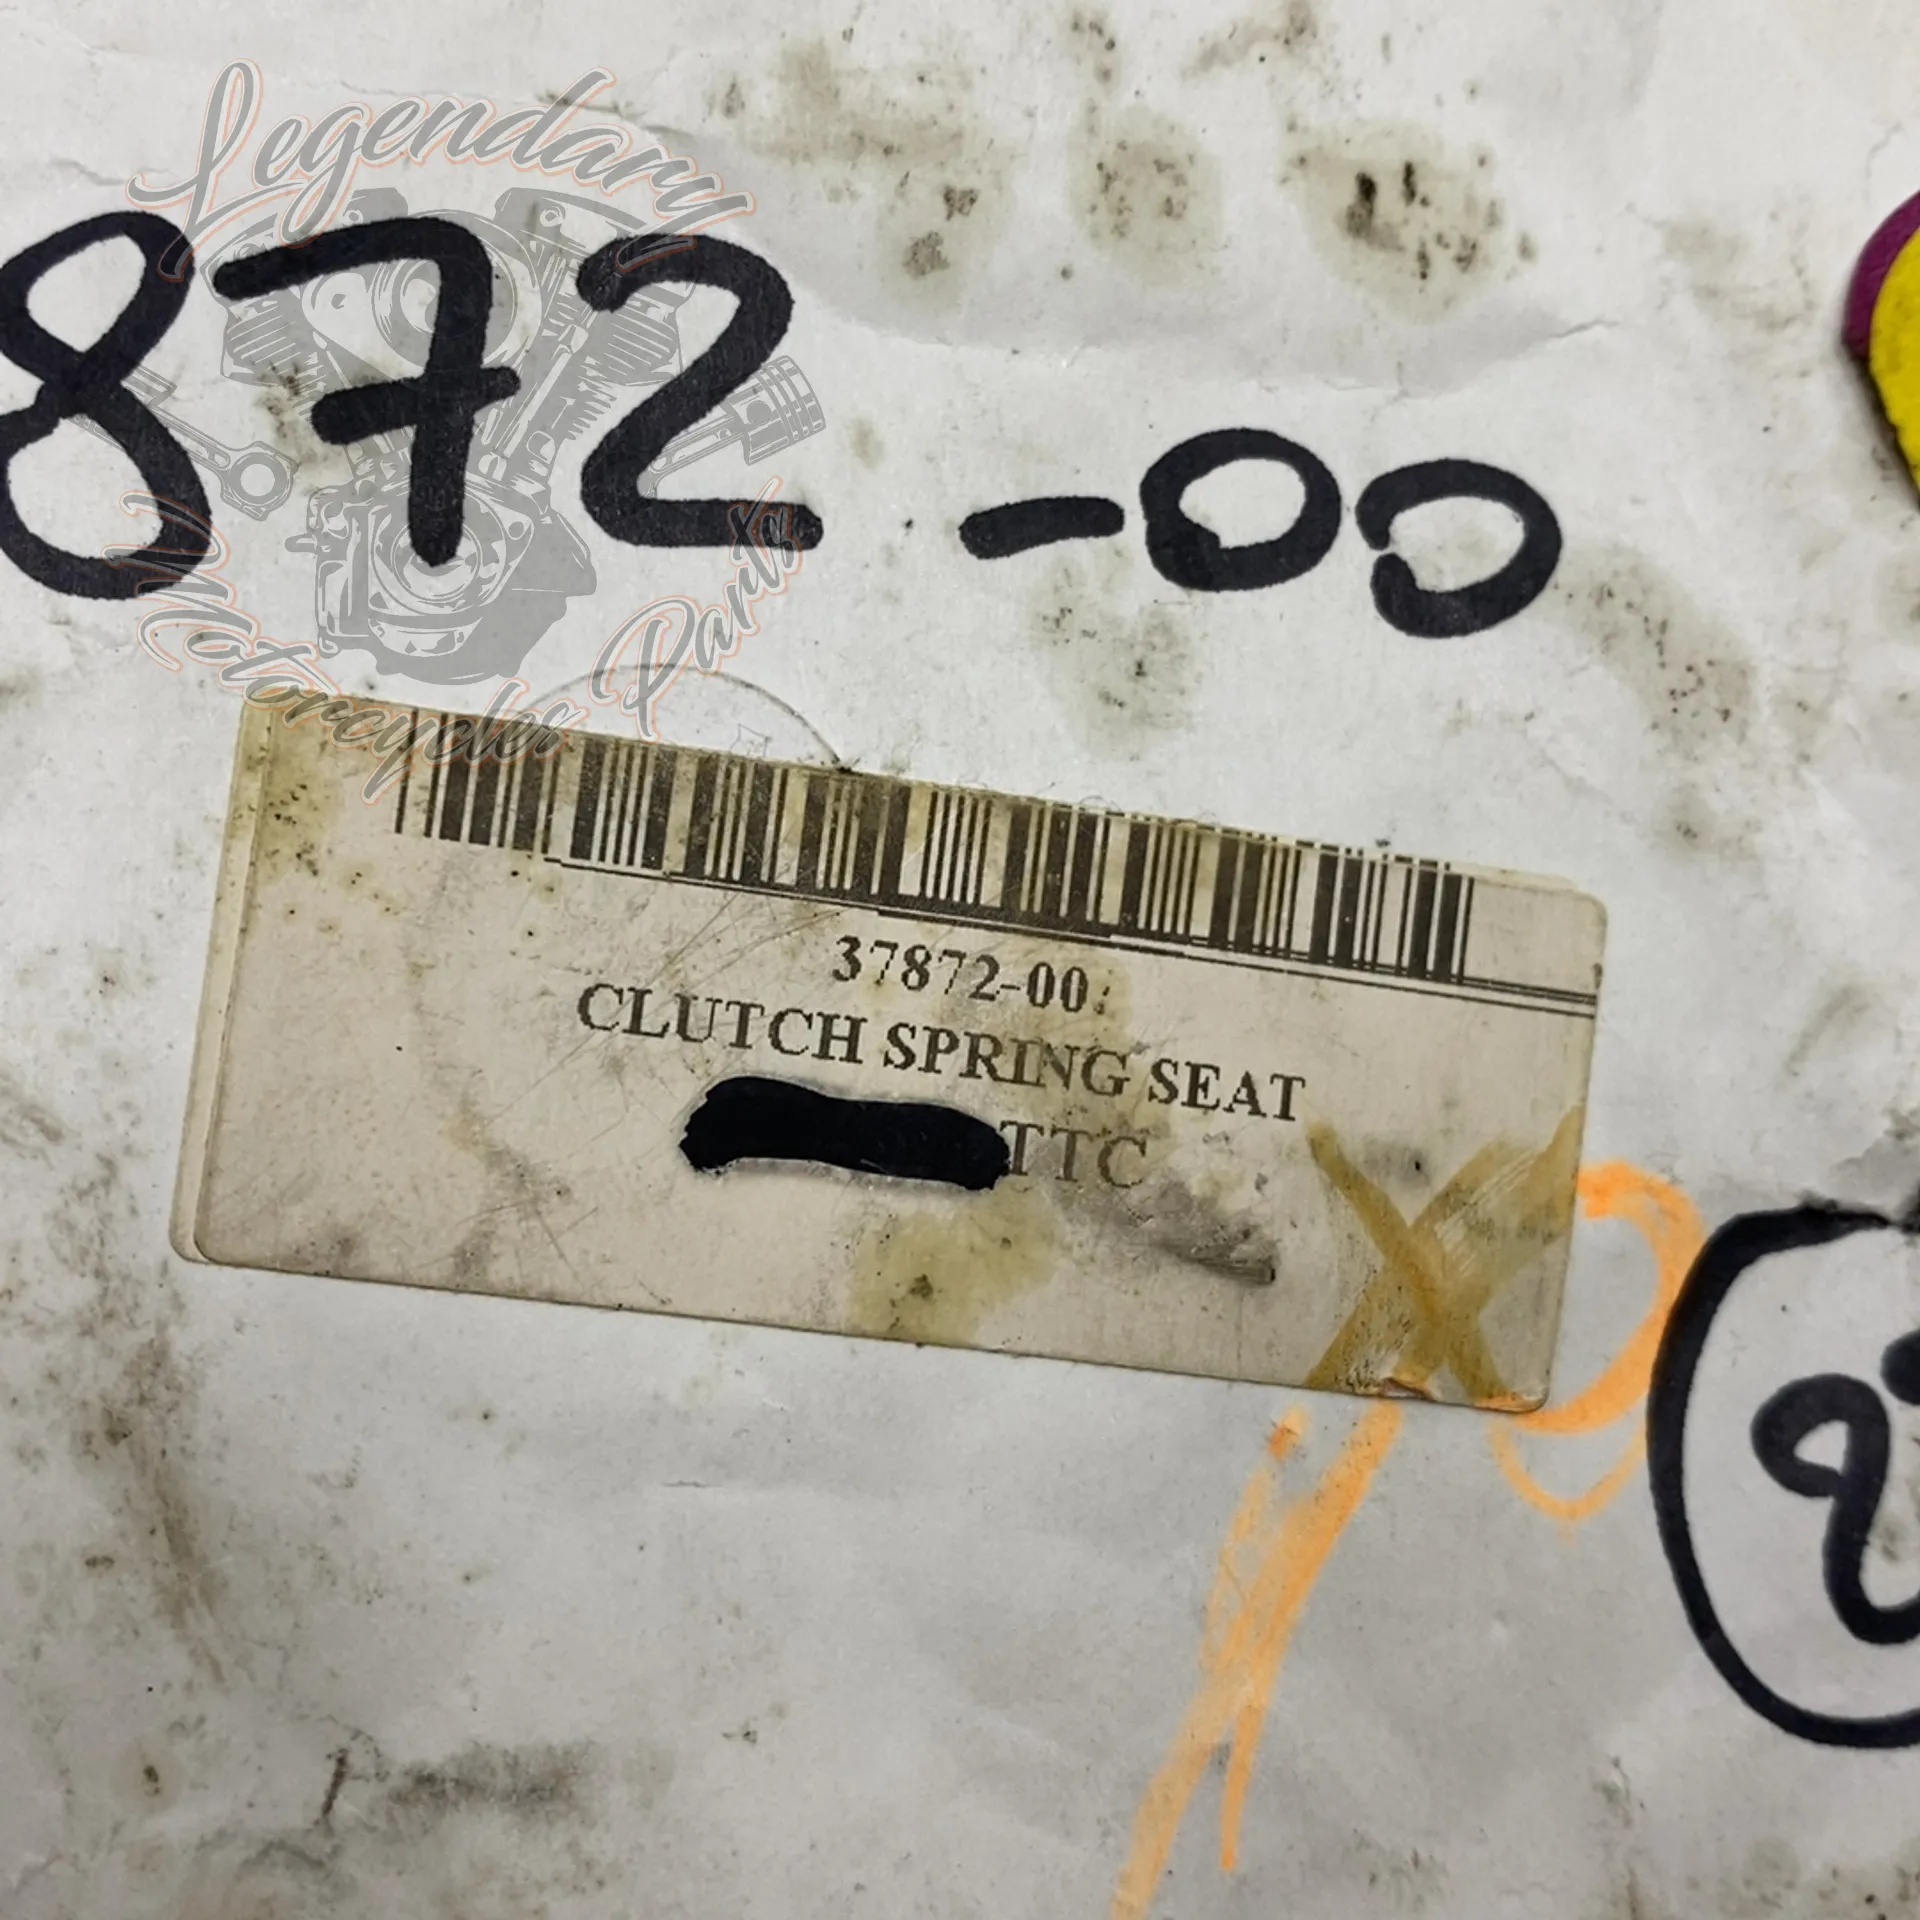 Legendary
Motorcycles Parts
872-00
37872-00
CLUTCH SPRING SEAT
TTC